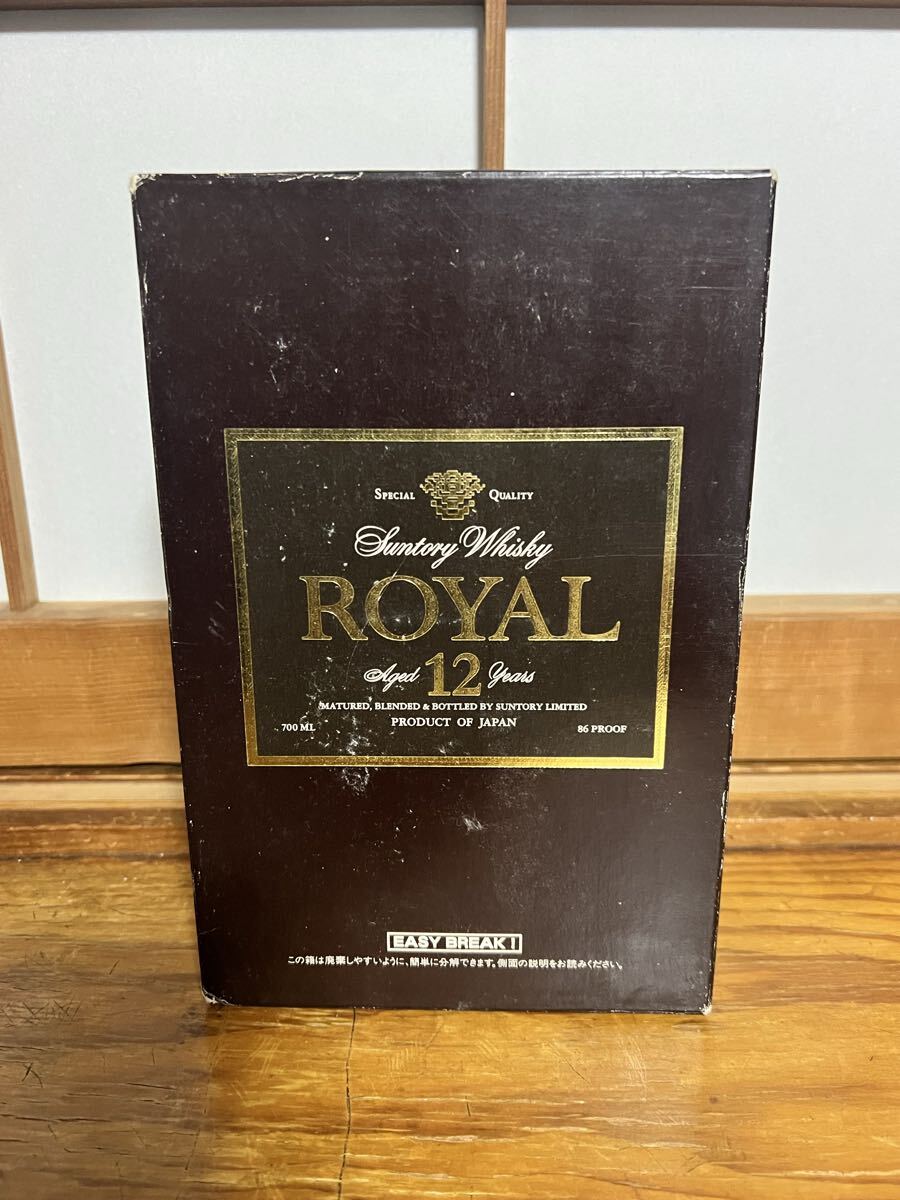 SPECIAL QUALITY
Suntory Whisky
ROYAL
Aged 12 Years
MATURED, BLENDED & BOTTLED BY SUNTORY LIMITED
700 ML PRODUCT OF JAPAN 86 PROOF
EASY BREAK!
この箱は廃棄しやすいように、簡単に分解できます。側面の説明をお読みください。